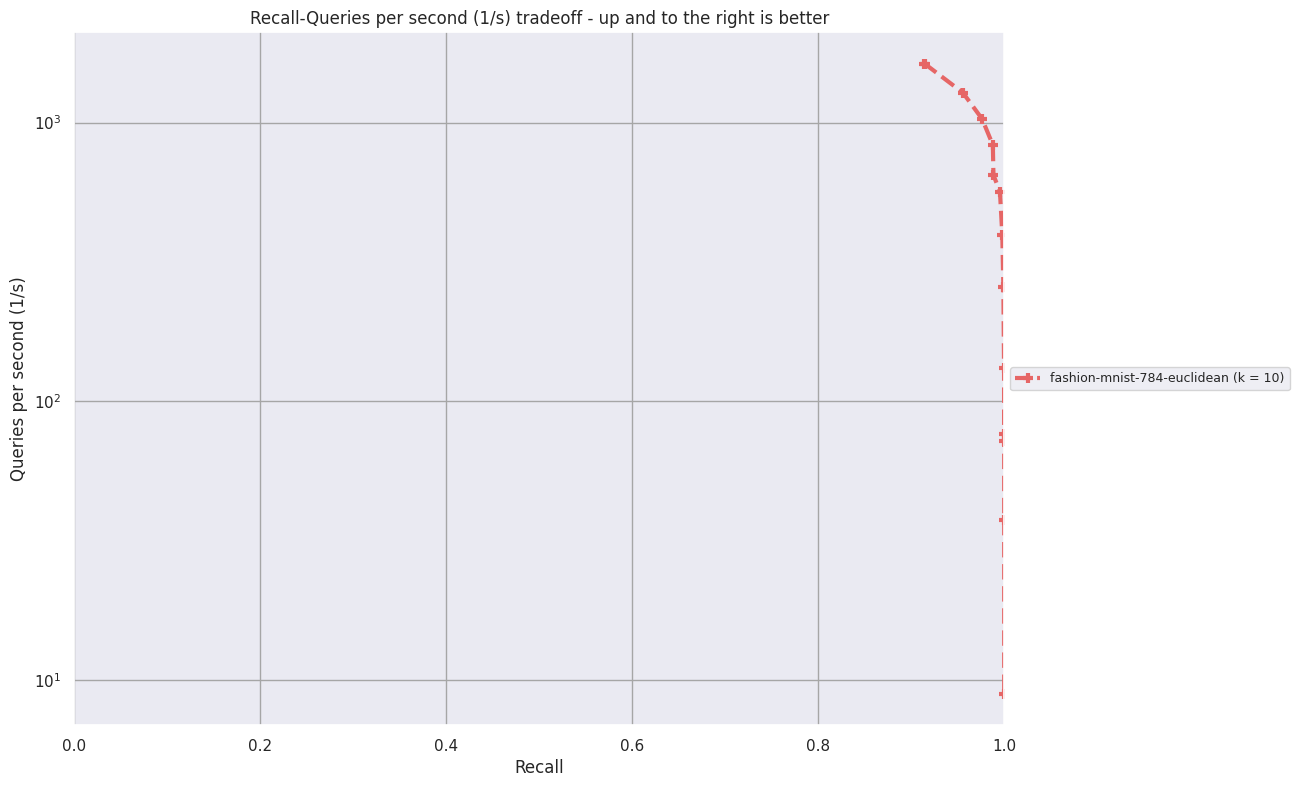 Recall-Queries per second (1/s) tradeoff - up and to the right is better
Queries per second (1/s)
10³
10²
10¹
0.0 0.2 0.4 0.6 0.8 1.0
Recall
fashion-mnist-784-euclidean (k = 10)